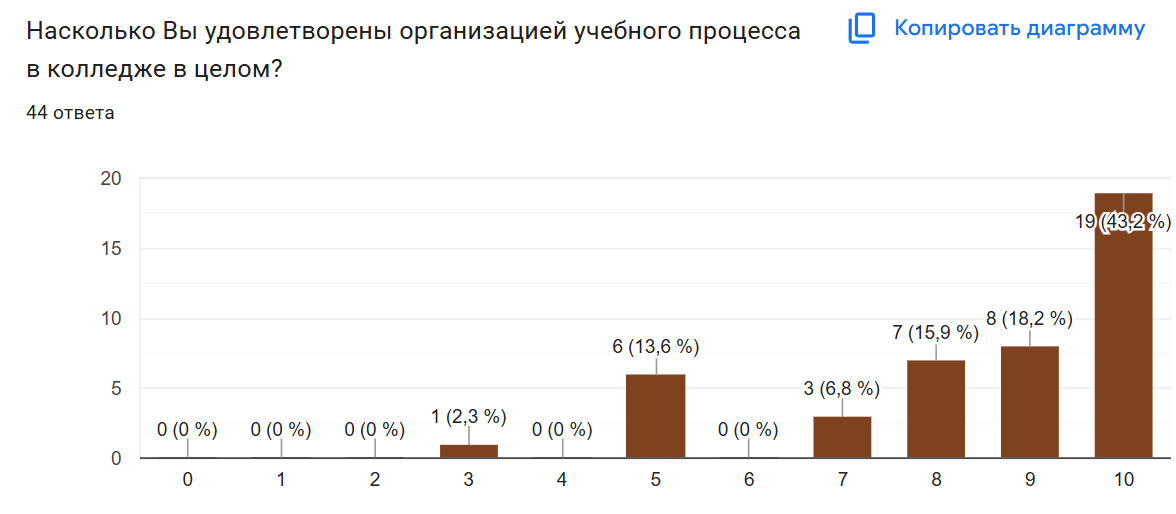 Насколько Вы удовлетворены организацией учебного процесса
в колледже в целом?
Копировать диаграмму
44 ответа
20
15
10
5
0
0 (0 %)
0 (0 %)
0 (0 %)
1 (2,3 %)
0 (0 %)
6 (13,6 %)
0 (0 %)
3 (6,8 %)
7 (15,9 %)
8 (18,2 %)
19 (43,2 %)
0 1 2 3 4 5 6 7 8 9 10